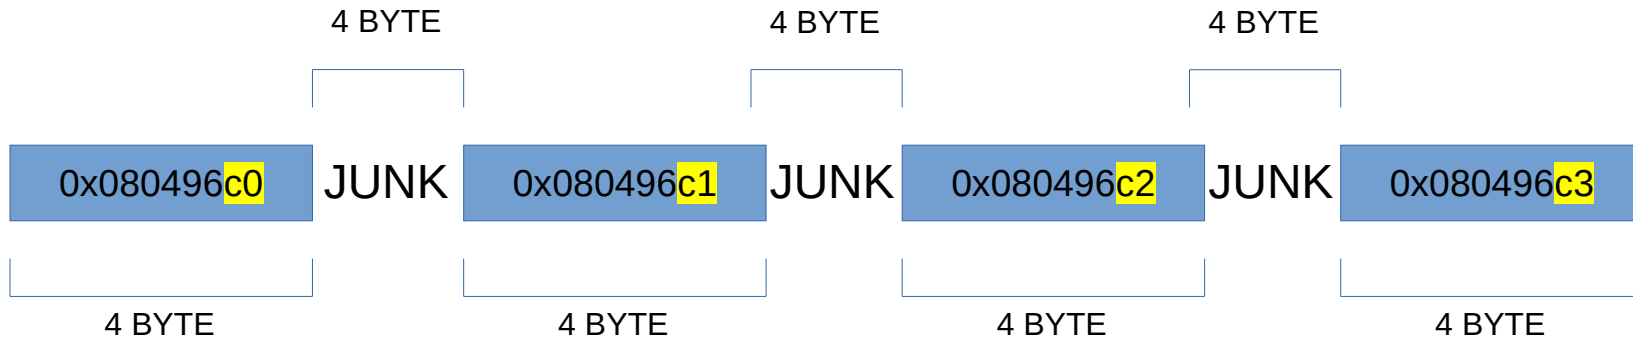 4 BYTE 4 BYTE 4 BYTE
0x080496c0 JUNK 0x080496c1 JUNK 0x080496c2 JUNK 0x080496c3
4 BYTE 4 BYTE 4 BYTE 4 BYTE